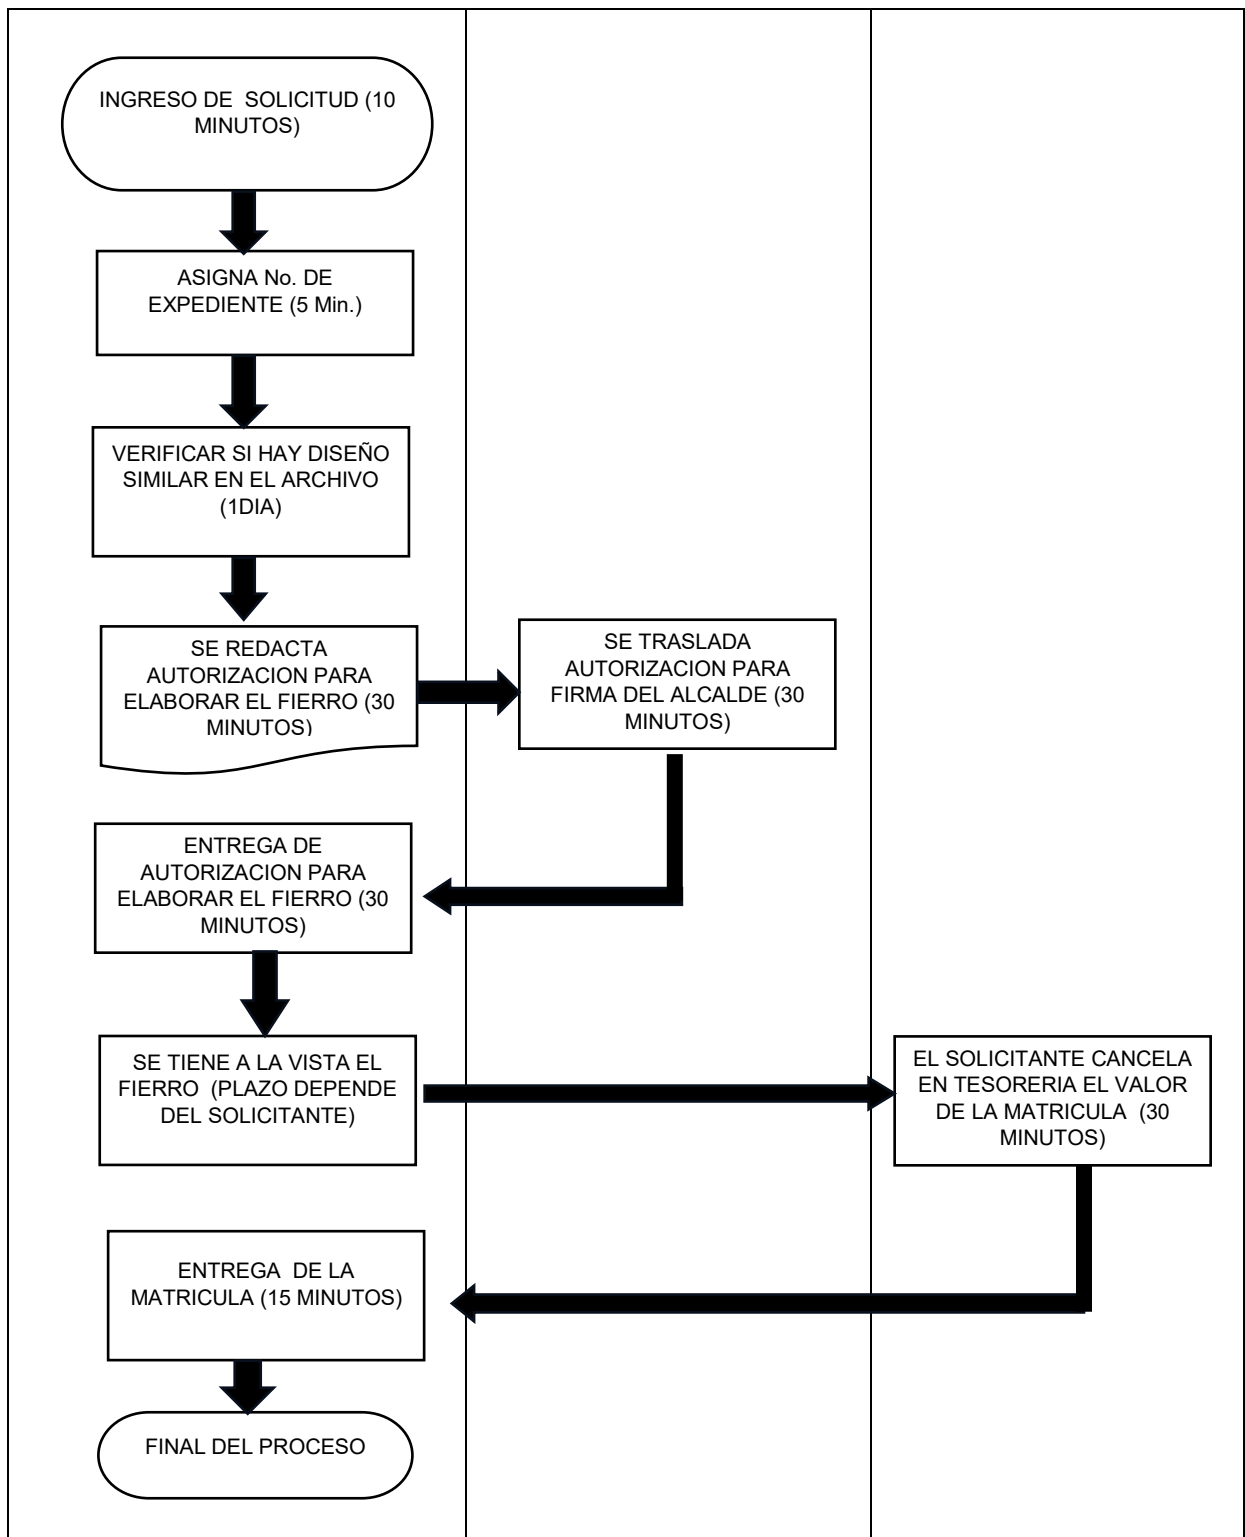 INGRESO DE SOLICITUD (10
MINUTOS)
ASIGNA No. DE
EXPEDIENTE (5 Min.)
VERIFICAR SI HAY DISEÑO
SIMILAR EN EL ARCHIVO
(1DIA)
SE REDACTA
AUTORIZACION PARA
ELABORAR EL FIERRO (30
MINUTOS)
SE TRASLADA
AUTORIZACION PARA
FIRMA DEL ALCALDE (30
MINUTOS)
ENTREGA DE
AUTORIZACION PARA
ELABORAR EL FIERRO (30
MINUTOS)
SE TIENE A LA VISTA EL
FIERRO (PLAZO DEPENDE
DEL SOLICITANTE)
EL SOLICITANTE CANCELA
EN TESORERIA EL VALOR
DE LA MATRICULA (30
MINUTOS)
ENTREGA DE LA
MATRICULA (15 MINUTOS)
FINAL DEL PROCESO